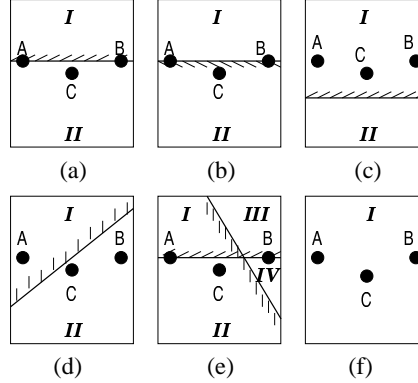 I I I
A B A B A C B
C C
II II II
(a) (b) (c)
I I III I
A B A B A B
C C IV C
II II
(d) (e) (f)